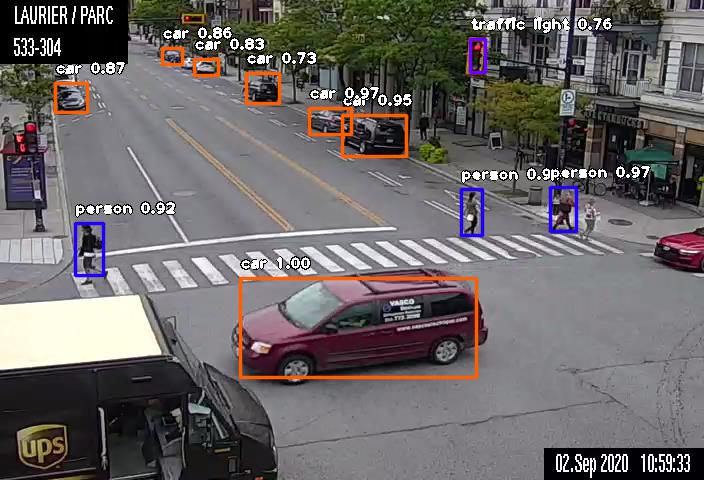 LAURIER / PARC
533-304
car 0.86
car 0.83
car 0.73
car 0.87
traffic light 0.76
car 0.97
car 0.95
person 0.9
person 0.97
person 0.92
car 1.00
STARBUCKS
VASCO
ups
02.Sep 2020 10:59:33